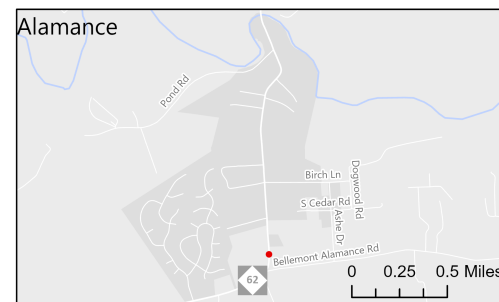 Alamance
Pond Rd
Birch Ln
Dogwood Rd
S Cedar Rd
Ashe Dr
Bellemont Alamance Rd
62
0 0.25 0.5 Miles